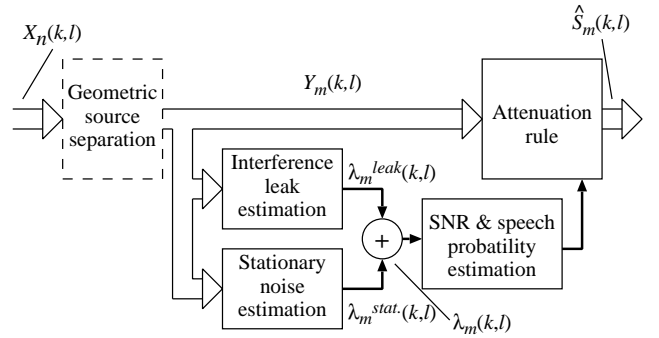 X_n(k,l)
Ŝ_m(k,l)
Geometric
source
separation
Y_m(k,l)
Attenuation
rule
Interference
leak
estimation
λ_m^leak(k,l)
+
SNR & speech
probatility
estimation
Stationary
noise
estimation
λ_m^stat.(k,l)
λ_m(k,l)